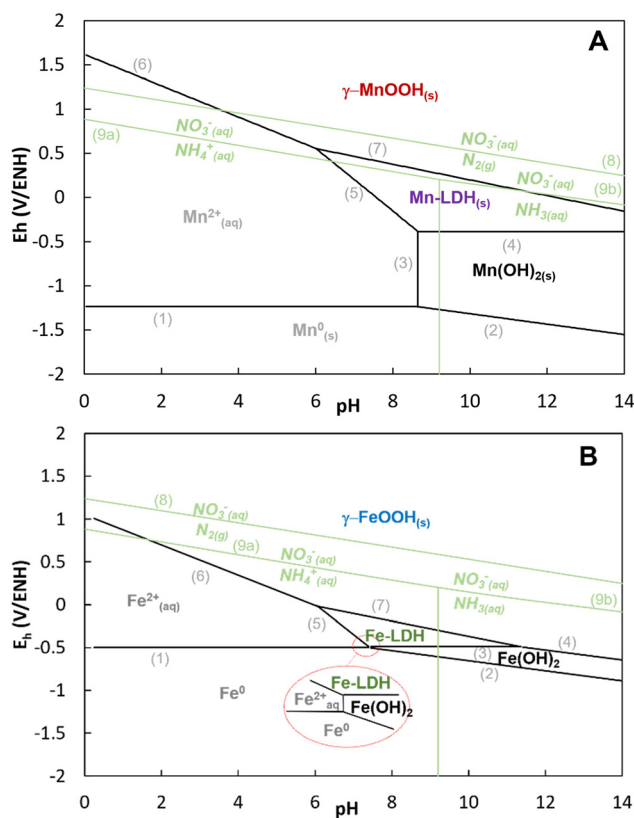 A
2
(6)
1.5
γ–MnOOH(s)
1
NO3-(aq)
(9a)
NH4+(aq)
(7)
NO3-(aq)
(8)
0.5
N2(g)
NO3-(aq)
(9b)
Eh (V/ENH)
0
(5)
Mn-LDH(s)
NH3(aq)
Mn2+(aq)
(4)
-0.5
(3)
Mn(OH)2(s)
-1
(1)
(2)
-1.5
Mn0(s)
-2
0 2 4 6 8 10 12 14
pH
B
2
1.5
(8)
NO3-(aq)
γ–FeOOH(s)
1
N2(g)
(9a)
NO3-(aq)
0.5
(6)
NH4+(aq)
NO3-(aq)
Fe2+(aq)
NH3(aq)
(9b)
0
(7)
Eh (V/ENH)
(5)
Fe-LDH
(4)
-0.5
(1)
(3)
Fe(OH)2
(2)
Fe-LDH
-1
Fe0
Fe2+aq
Fe(OH)2
Fe0
-1.5
-2
0 2 4 6 8 10 12 14
pH